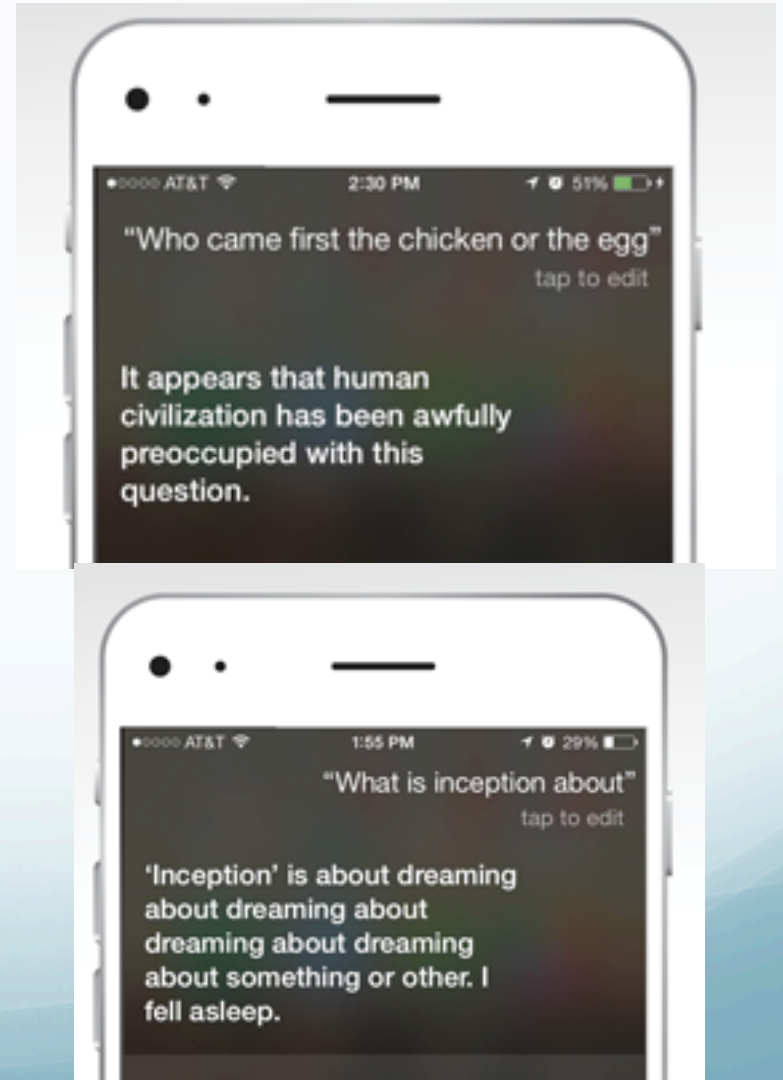 AT&T 2:30 PM 51%
“Who came first the chicken or the egg”
tap to edit
It appears that human
civilization has been awfully
preoccupied with this
question.
AT&T 1:55 PM 29%
“What is inception about”
tap to edit
‘Inception’ is about dreaming
about dreaming about
dreaming about dreaming
about something or other. I
fell asleep.